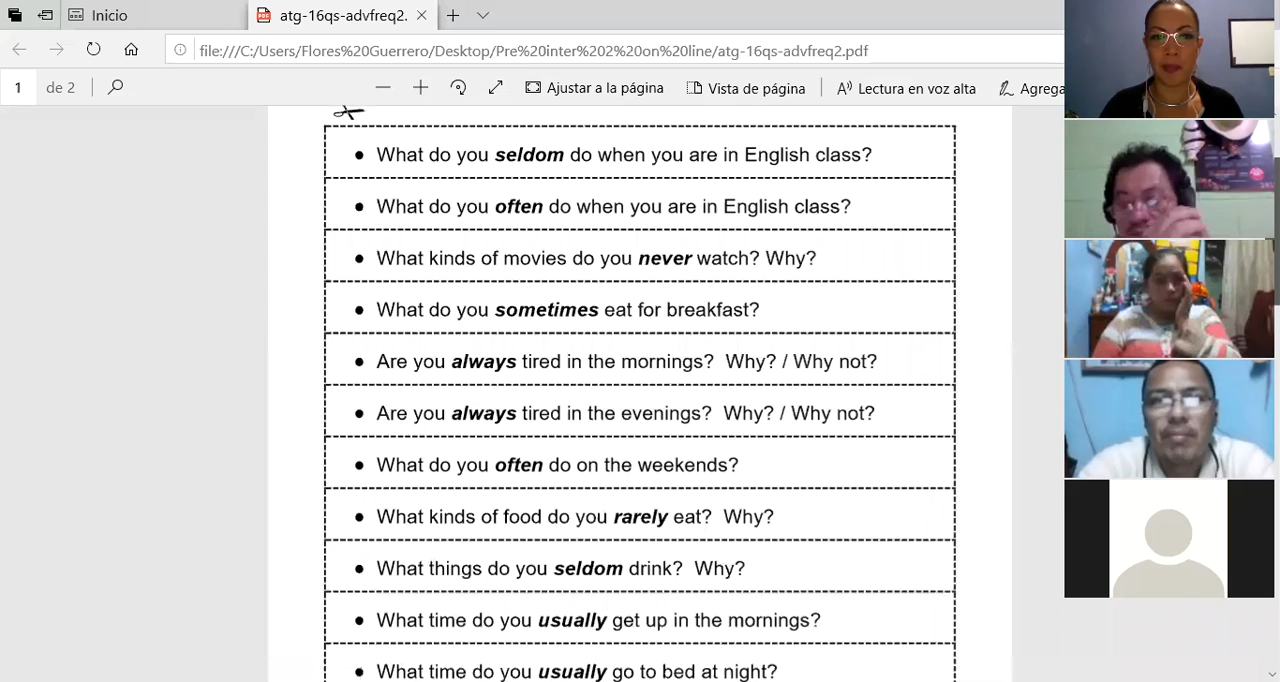 Inicio
atg-16qs-advfreq2.
file:///C:/Users/Flores%20Guerrero/Desktop/Pre%20inter%202%20on%20line/atg-16qs-advfreq2.pdf
1 de 2 Ajustar a la página Vista de página Lectura en voz alta Agrega
What do you seldom do when you are in English class?
What do you often do when you are in English class?
What kinds of movies do you never watch? Why?
What do you sometimes eat for breakfast?
Are you always tired in the mornings? Why? / Why not?
Are you always tired in the evenings? Why? / Why not?
What do you often do on the weekends?
What kinds of food do you rarely eat? Why?
What things do you seldom drink? Why?
What time do you usually get up in the mornings?
What time do you usually go to bed at night?